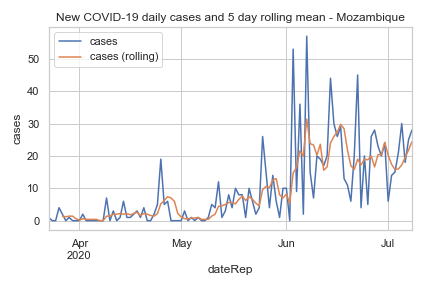 New COVID-19 daily cases and 5 day rolling mean - Mozambique
cases
cases (rolling)
60
50
40
30
20
10
0
cases
Apr
2020
May
Jun
Jul
dateRep